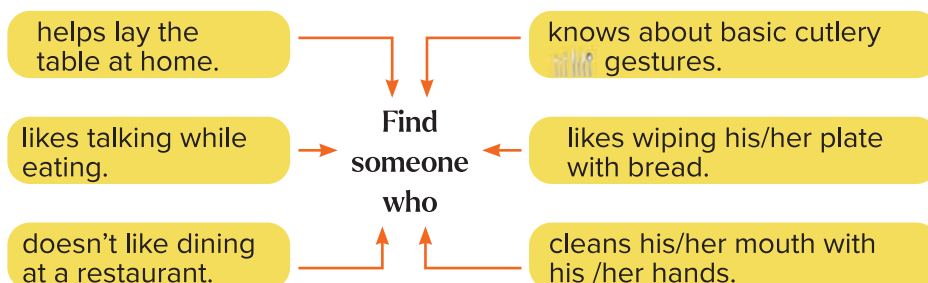 helps lay the
table at home.
likes talking while
eating.
doesn't like dining
at a restaurant.
Find
someone
who
knows about basic cutlery
gestures.
likes wiping his/her plate
with bread.
cleans his/her mouth with
his /her hands.